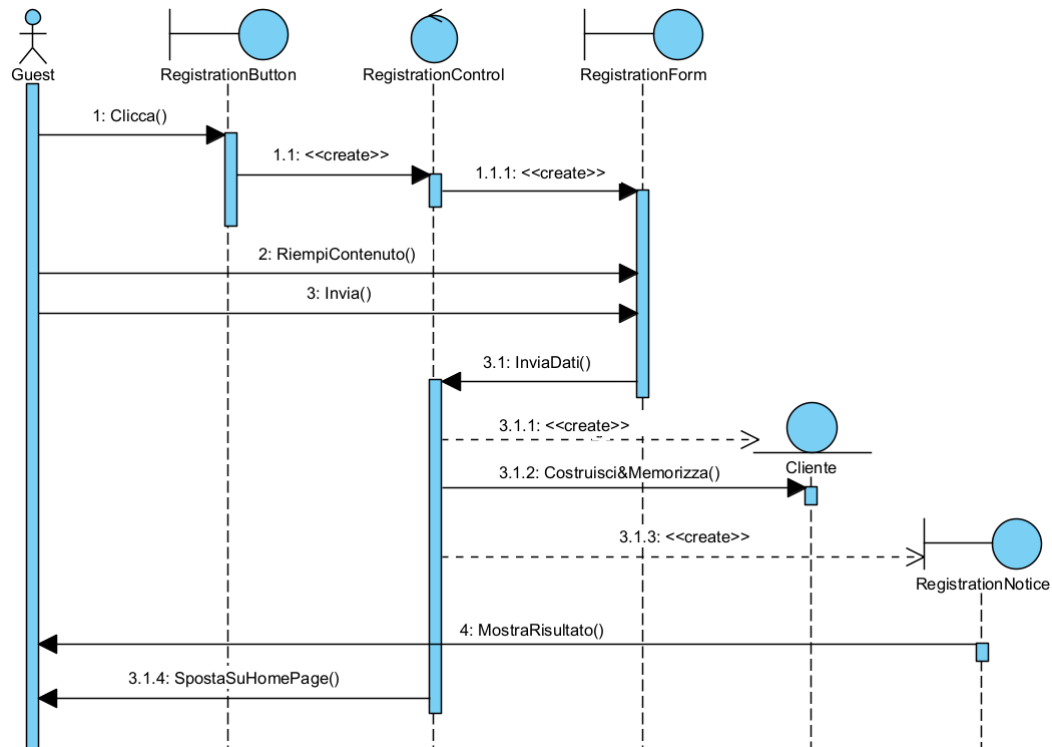 Guest
RegistrationButton
RegistrationControl
RegistrationForm
1: Clicca()
1.1: <<create>>
1.1.1: <<create>>
2: RiempiContenuto()
3: Invia()
3.1: InviaDati()
3.1.1: <<create>>
Cliente
3.1.2: Costruisci&Memorizza()
3.1.3: <<create>>
RegistrationNotice
4: MostraRisultato()
3.1.4: SpostaSuHomePage()